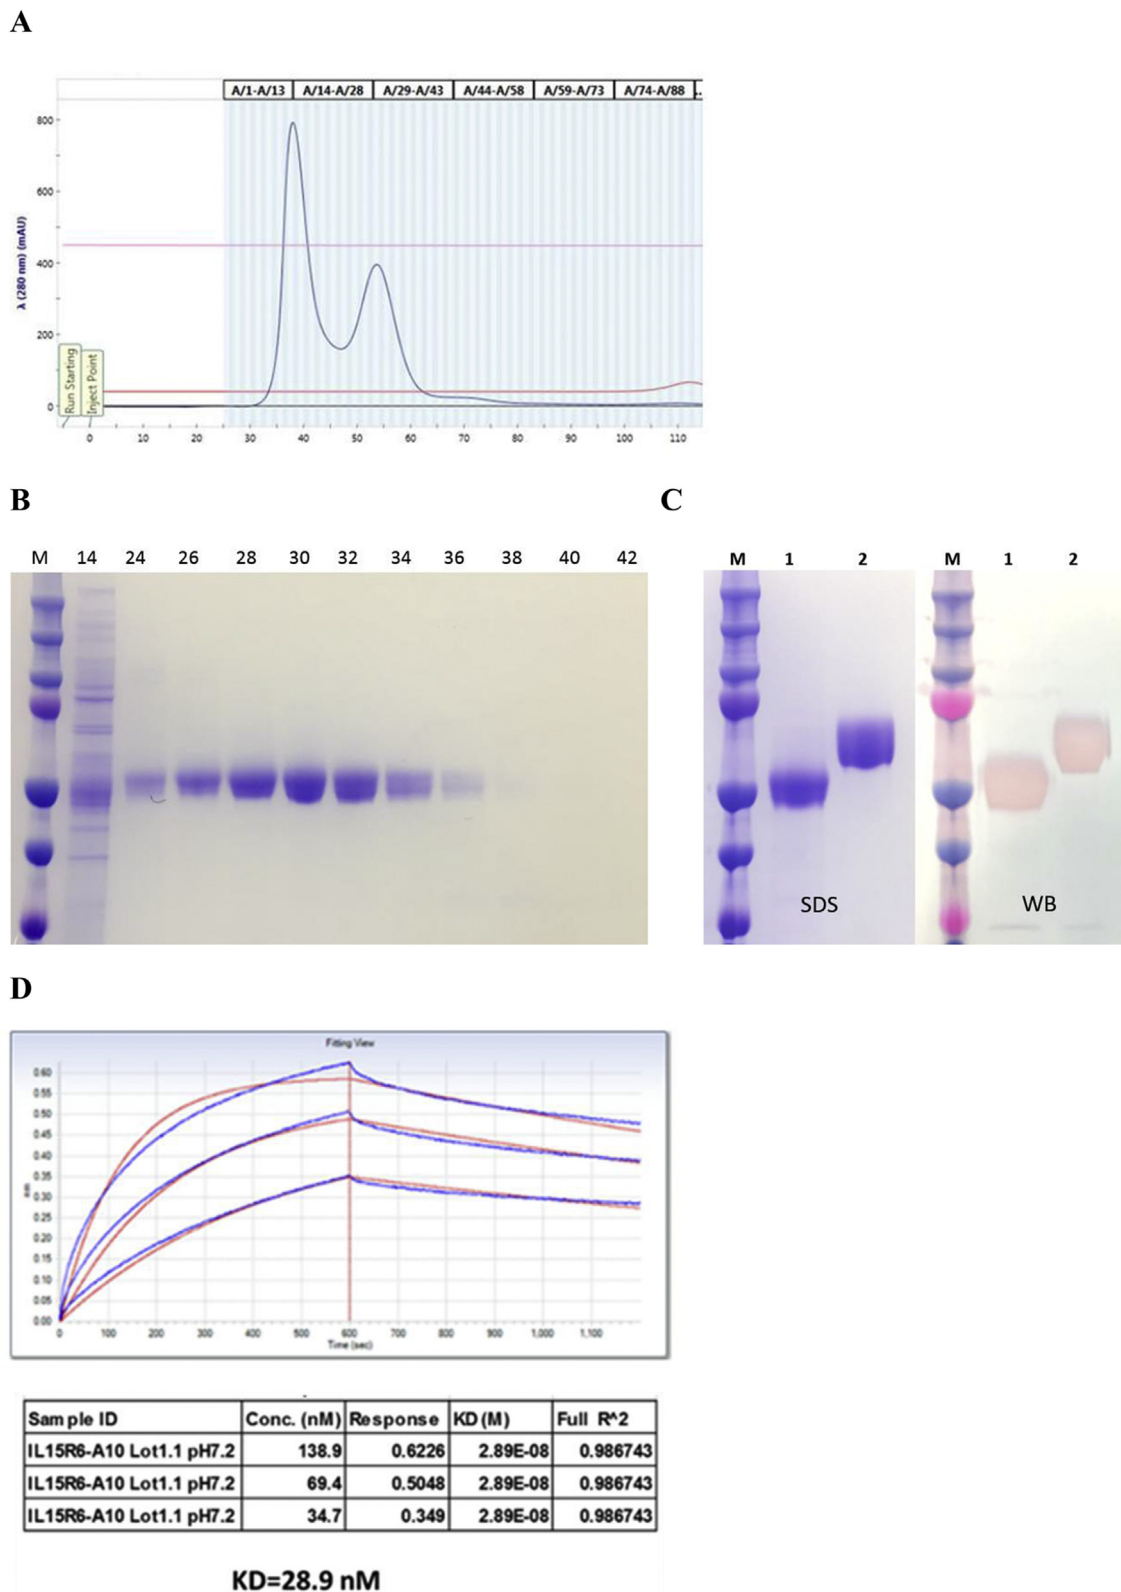 A
A/1-A/13 A/14-A/28 A/29-A/43 A/44-A/58 A/59-A/73 A/74-A/88 ..
800
600
400
200
0
λ (280 nm) (mAU)
Run Starting
Inject Point
0 10 20 30 40 50 60 70 80 90 100 110
B
M 14 24 26 28 30 32 34 36 38 40 42
C
M 1 2 M 1 2
SDS WB
D
Fitting View
0.60
0.55
0.50
0.45
0.40
0.35
0.30
0.25
0.20
0.15
0.10
0.05
0.00
nm
0 100 200 300 400 500 600 700 800 900 1,000 1,100
Time (sec)
Sample ID Conc. (nM) Response KD (M) Full R^2
IL15R6-A10 Lot1.1 pH7.2 138.9 0.6226 2.89E-08 0.986743
IL15R6-A10 Lot1.1 pH7.2 69.4 0.5048 2.89E-08 0.986743
IL15R6-A10 Lot1.1 pH7.2 34.7 0.349 2.89E-08 0.986743
KD=28.9 nM